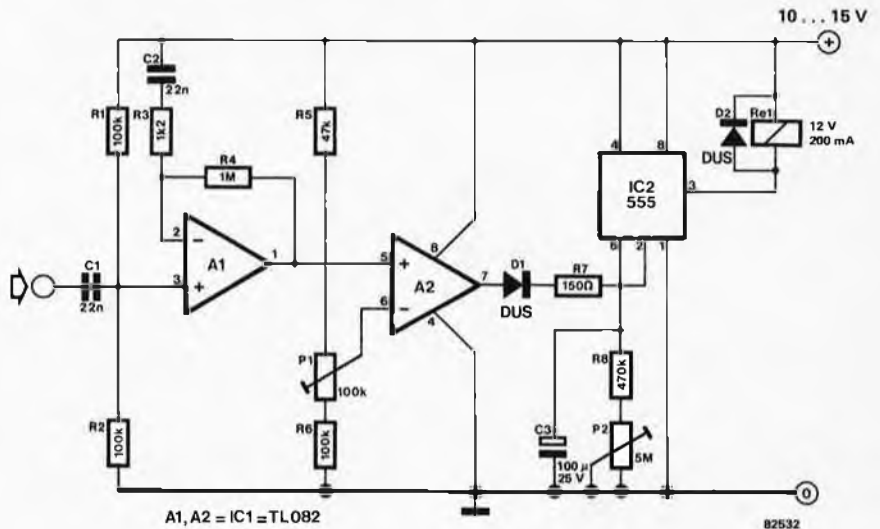 10 ... 15 V
+
C2
22n
R1
100k
R3
1k2
R4
1M
R5
47k
D2
DUS
Re1
12 V
200 mA
4
8
IC2
555
3
6
2
1
2
A1
1
3
C1
22n
5
A2
8
6
4
7
D1
DUS
R7
150Ω
P1
100k
R8
470k
R2
100k
R6
100k
C3
100 µ
25 V
P2
5M
0
A1, A2 = IC1 = TL082
82532